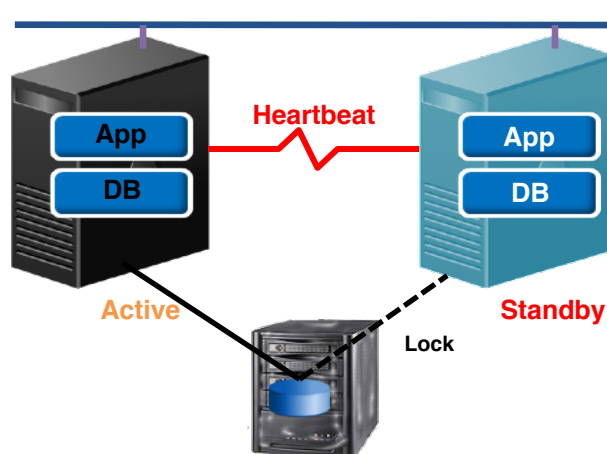 Heartbeat
App
App
DB
DB
Active
Standby
Lock